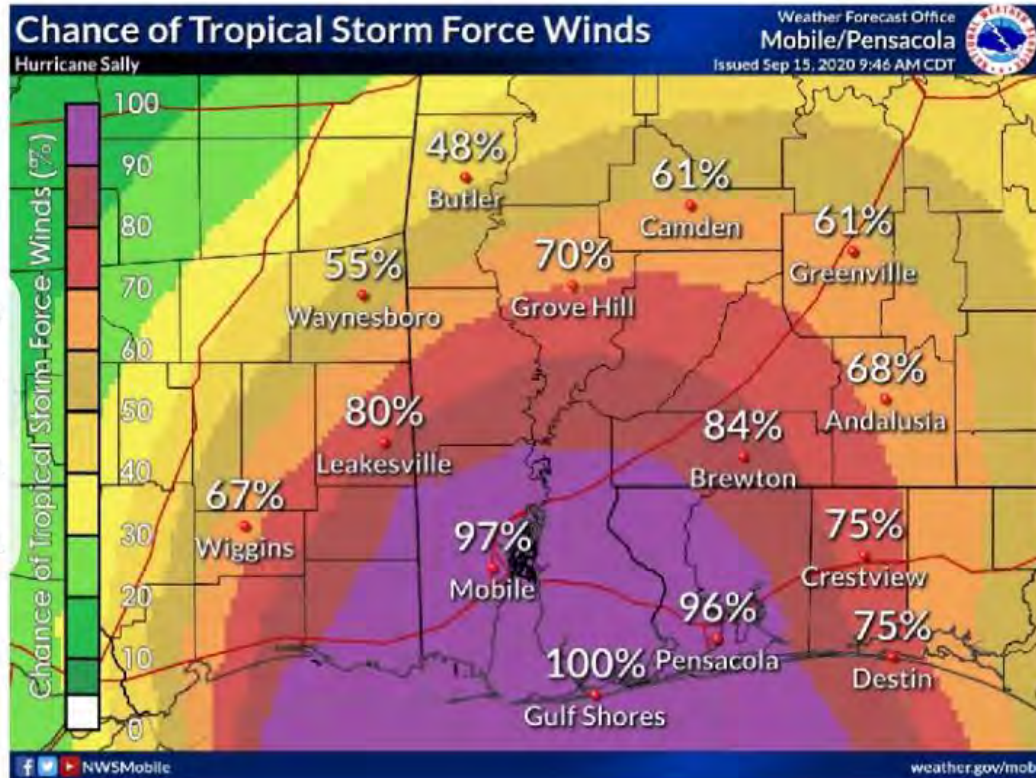 Chance of Tropical Storm Force Winds
Hurricane Sally
Weather Forecast Office
Mobile/Pensacola
Issued Sep 15, 2020 9:46 AM CDT
Chance of Tropical Storm Force Winds (%)
100
90
80
70
60
50
40
30
20
10
0
48%
Butler
61%
Camden
61%
Greenville
55%
Waynesboro
70%
Grove Hill
68%
Andalusia
80%
Leakesville
84%
Brewton
67%
Wiggins
97%
Mobile
75%
Crestview
96%
Pensacola
75%
Destin
100%
Gulf Shores
NWSMobile
weather.gov/mob